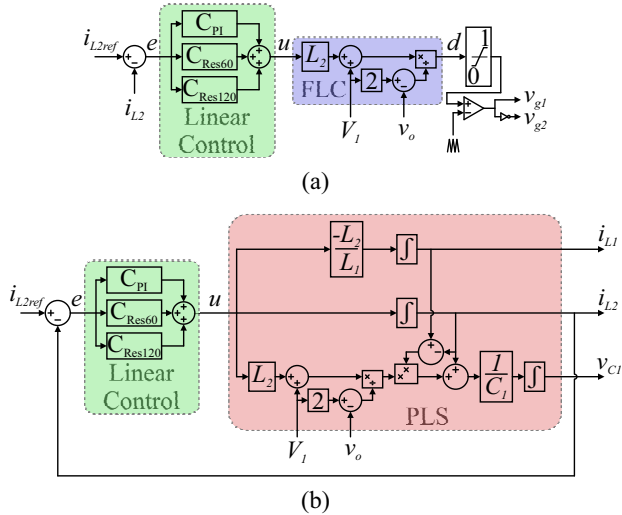 C_PI
i_L2ref
e
C_Res60
u
L_2
d
1
0
C_Res120
2
FLC
i_L2
Linear
Control
V_1
v_o
v_g1
v_g2
(a)
-L_2
L_1
∫
i_L1
C_PI
i_L2ref
e
C_Res60
u
∫
i_L2
C_Res120
Linear
Control
L_2
2
1
C_1
∫
v_C1
PLS
V_1
v_o
(b)